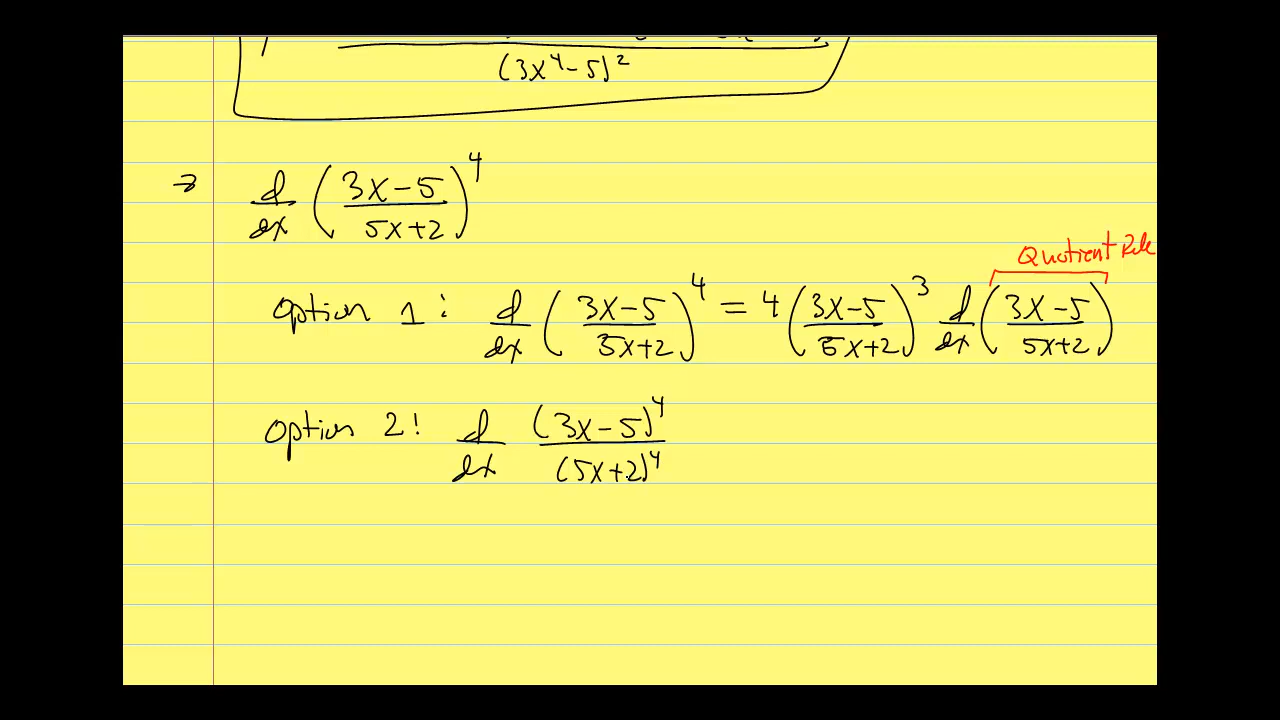 (3x⁴-5)²
→ d/dx ((3x-5)/(5x+2))⁴
Quotient Rule
Option 1: d/dx ((3x-5)/(5x+2))⁴ = 4((3x-5)/(5x+2))³ d/dx((3x-5)/(5x+2))
Option 2: d/dx (3x-5)⁴/(5x+2)⁴